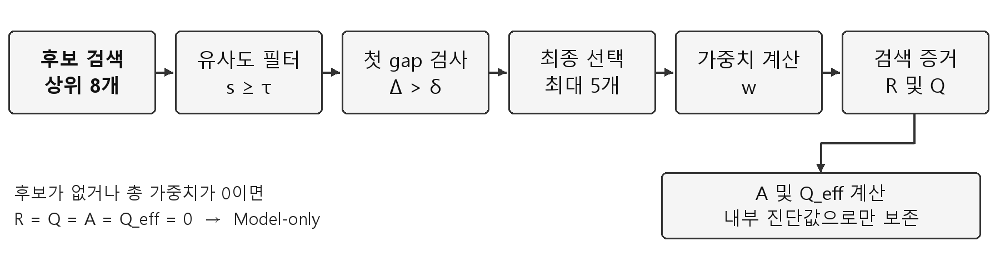 후보 검색
상위 8개
유사도 필터
s ≥ τ
첫 gap 검사
Δ > δ
최종 선택
최대 5개
가중치 계산
w
검색 증거
R 및 Q
A 및 Q_eff 계산
내부 진단값으로만 보존
후보가 없거나 총 가중치가 0이면
R = Q = A = Q_eff = 0 → Model-only